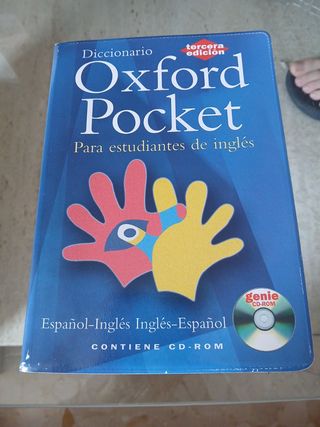 Diccionario
tercera
edición
Oxford
Pocket
Para estudiantes de inglés
genie
CD-ROM
Español-Inglés Inglés-Español
CONTIENE CD-ROM